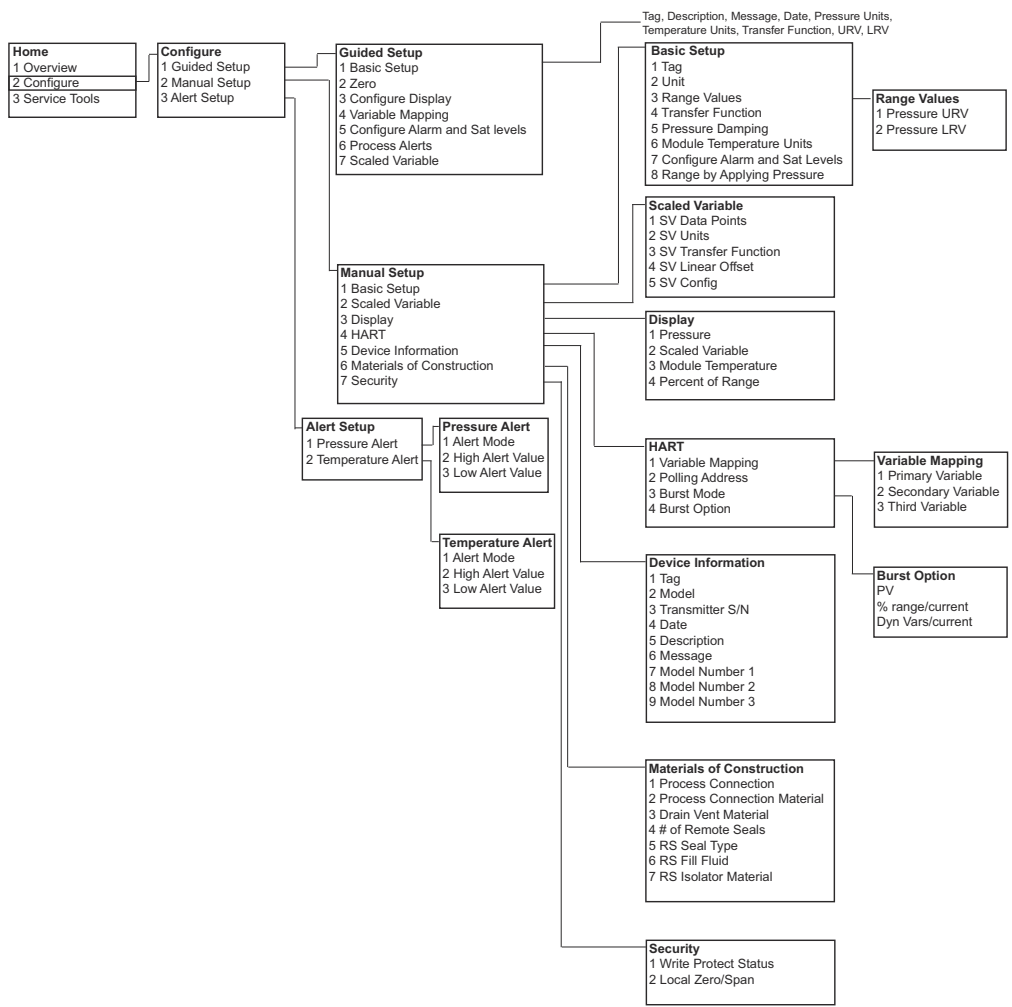 Tag, Description, Message, Date, Pressure Units,
Temperature Units, Transfer Function, URV, LRV
Home
1 Overview
2 Configure
3 Service Tools
Configure
1 Guided Setup
2 Manual Setup
3 Alert Setup
Guided Setup
1 Basic Setup
2 Zero
3 Configure Display
4 Variable Mapping
5 Configure Alarm and Sat levels
6 Process Alerts
7 Scaled Variable
Basic Setup
1 Tag
2 Unit
3 Range Values
4 Transfer Function
5 Pressure Damping
6 Module Temperature Units
7 Configure Alarm and Sat Levels
8 Range by Applying Pressure
Range Values
1 Pressure URV
2 Pressure LRV
Scaled Variable
1 SV Data Points
2 SV Units
3 SV Transfer Function
4 SV Linear Offset
5 SV Config
Manual Setup
1 Basic Setup
2 Scaled Variable
3 Display
4 HART
5 Device Information
6 Materials of Construction
7 Security
Display
1 Pressure
2 Scaled Variable
3 Module Temperature
4 Percent of Range
Alert Setup
1 Pressure Alert
2 Temperature Alert
Pressure Alert
1 Alert Mode
2 High Alert Value
3 Low Alert Value
HART
1 Variable Mapping
2 Polling Address
3 Burst Mode
4 Burst Option
Variable Mapping
1 Primary Variable
2 Secondary Variable
3 Third Variable
Temperature Alert
1 Alert Mode
2 High Alert Value
3 Low Alert Value
Device Information
1 Tag
2 Model
3 Transmitter S/N
4 Date
5 Description
6 Message
7 Model Number 1
8 Model Number 2
9 Model Number 3
Burst Option
PV
% range/current
Dyn Vars/current
Materials of Construction
1 Process Connection
2 Process Connection Material
3 Drain Vent Material
4 # of Remote Seals
5 RS Seal Type
6 RS Fill Fluid
7 RS Isolator Material
Security
1 Write Protect Status
2 Local Zero/Span